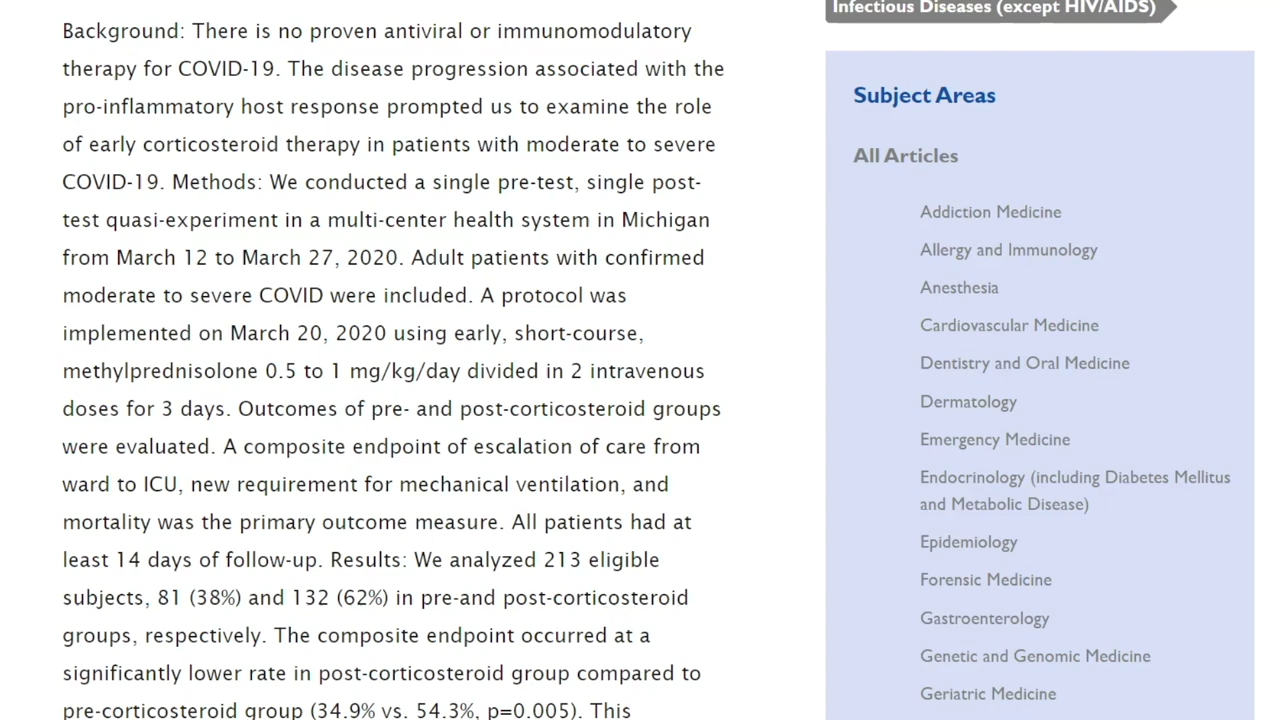 Background: There is no proven antiviral or immunomodulatory
therapy for COVID-19. The disease progression associated with the
pro-inflammatory host response prompted us to examine the role
of early corticosteroid therapy in patients with moderate to severe
COVID-19. Methods: We conducted a single pre-test, single post-
test quasi-experiment in a multi-center health system in Michigan
from March 12 to March 27, 2020. Adult patients with confirmed
moderate to severe COVID were included. A protocol was
implemented on March 20, 2020 using early, short-course,
methylprednisolone 0.5 to 1 mg/kg/day divided in 2 intravenous
doses for 3 days. Outcomes of pre- and post-corticosteroid groups
were evaluated. A composite endpoint of escalation of care from
ward to ICU, new requirement for mechanical ventilation, and
mortality was the primary outcome measure. All patients had at
least 14 days of follow-up. Results: We analyzed 213 eligible
subjects, 81 (38%) and 132 (62%) in pre-and post-corticosteroid
groups, respectively. The composite endpoint occurred at a
significantly lower rate in post-corticosteroid group compared to
pre-corticosteroid group (34.9% vs. 54.3%, p=0.005). This
Infectious Diseases (except HIV/AIDS)
Subject Areas
All Articles
Addiction Medicine
Allergy and Immunology
Anesthesia
Cardiovascular Medicine
Dentistry and Oral Medicine
Dermatology
Emergency Medicine
Endocrinology (including Diabetes Mellitus
and Metabolic Disease)
Epidemiology
Forensic Medicine
Gastroenterology
Genetic and Genomic Medicine
Geriatric Medicine